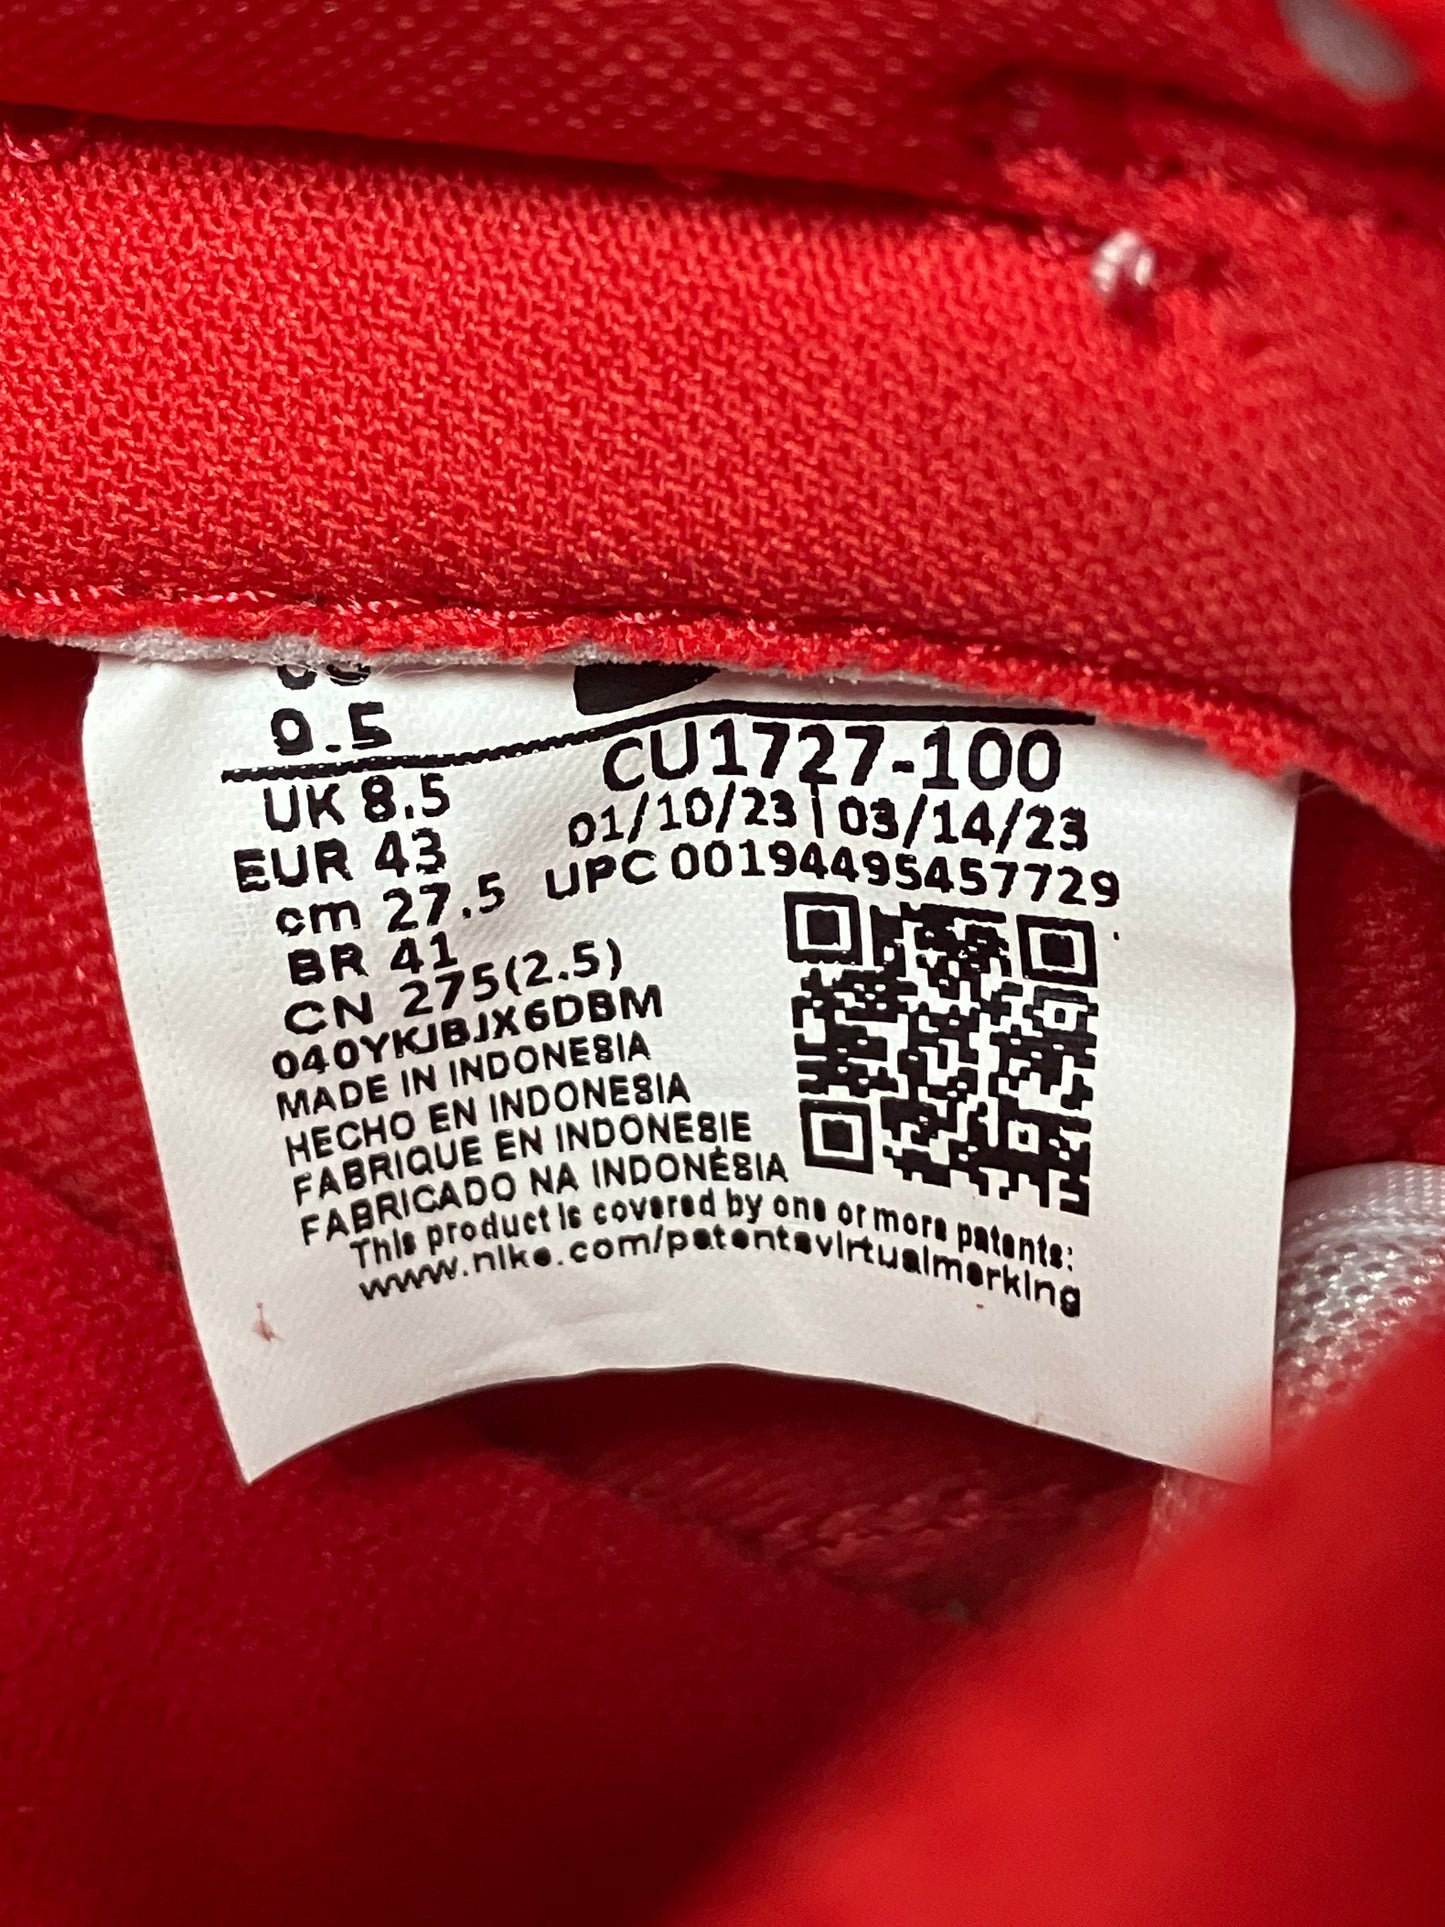 9.5
UK 8.5
EUR 43
cm 27.5
BR 41
CN 275(2.5)
040YKJBJX6DBM
MADE IN INDONESIA
HECHO EN INDONESIA
FABRIQUE EN INDONESIE
FABRICADO NA INDONÉSIA
CU1727-100
01/10/23 | 03/14/23
UPC 00194495457729
This product is covered by one or more patents:
www.nike.com/patentsvirtualmarking